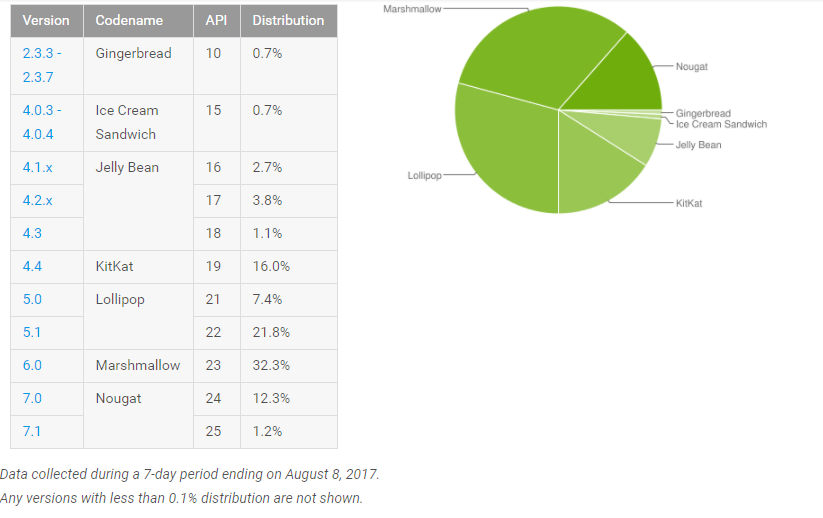 Version Codename API Distribution
2.3.3 - Gingerbread 10 0.7%
2.3.7
4.0.3 - Ice Cream 15 0.7%
4.0.4 Sandwich
4.1.x Jelly Bean 16 2.7%
4.2.x 17 3.8%
4.3 18 1.1%
4.4 KitKat 19 16.0%
5.0 Lollipop 21 7.4%
5.1 22 21.8%
6.0 Marshmallow 23 32.3%
7.0 Nougat 24 12.3%
7.1 25 1.2%
Marshmallow
Nougat
Gingerbread
Ice Cream Sandwich
Jelly Bean
Lollipop
KitKat
Data collected during a 7-day period ending on August 8, 2017.
Any versions with less than 0.1% distribution are not shown.